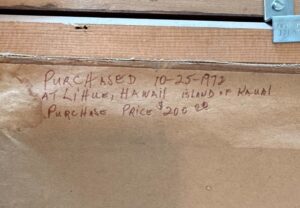 PURCHASED 10-25-1972
AT LIHUE, HAWAII ISLAND OF KAUAI
PURCHASE PRICE $200.00